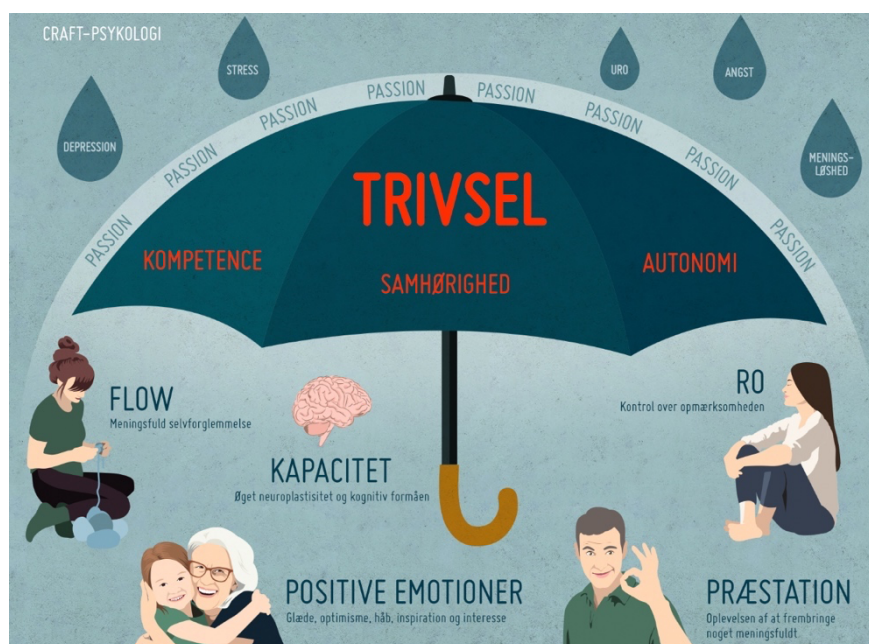 CRAFT-PSYKOLOGI
DEPRESSION
STRESS
URO
ANGST
MENINGS-
LØSHED
PASSION
PASSION
PASSION
PASSION
PASSION
PASSION
PASSION
PASSION
TRIVSEL
KOMPETENCE
SAMHØRIGHED
AUTONOMI
FLOW
Meningsfuld selvforglemmelse
KAPACITET
Øget neuroplastisitet og kognitiv formåen
RO
Kontrol over opmærksomheden
POSITIVE EMOTIONER
Glæde, optimisme, håb, inspiration og interesse
PRÆSTATION
Oplevelsen af at frembringe
noget meningsfuldt